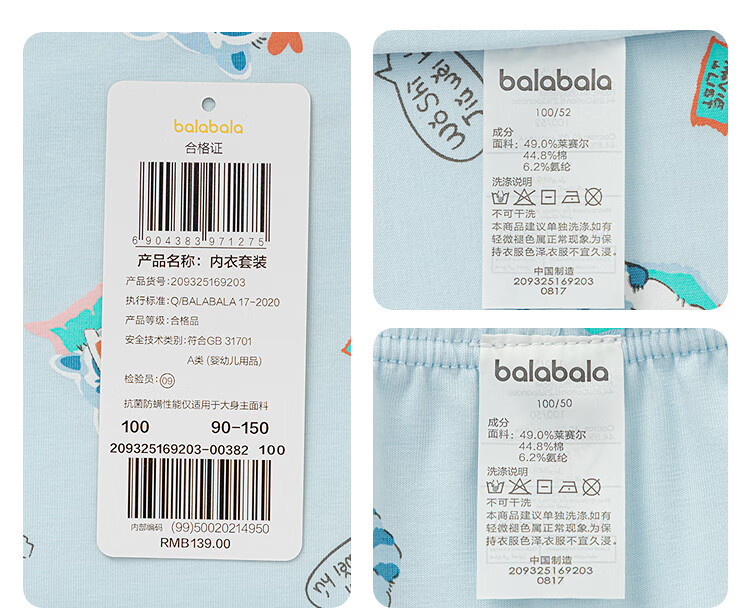 balabala
合格证
6 904383 971275
产品名称：内衣套装
产品货号：209325169203
执行标准：Q/BALABALA 17-2020
产品等级：合格品
安全技术类别：符合GB 31701
A类 (婴幼儿用品)
检验员：09
抗菌防螨性能仅适用于大身主面料
100 90-150
209325169203-00382 100
内部编码 (99)50020214950
RMB139.00
Wǒ Shì
Jiǔ wèi
MOVIE
LIST
balabala
100/52
成分
面料：49.0%莱赛尔
44.8%棉
6.2%氨纶
洗涤说明
不可干洗
本商品建议单独洗涤,如有
轻微褪色属正常现象,为保
持衣服色泽,衣服不宜久浸。
中国制造
209325169203
0817
balabala
100/50
成分
面料：49.0%莱赛尔
44.8%棉
6.2%氨纶
洗涤说明
不可干洗
本商品建议单独洗涤,如有
轻微褪色属正常现象,为保
持衣服色泽,衣服不宜久浸。
中国制造
209325169203
0817